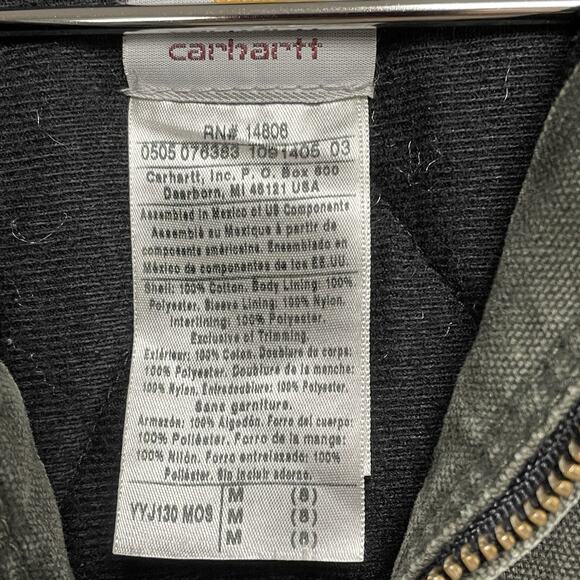 carhartt
RN# 14806
0505 076383 1091405 03
Carhartt, Inc. P. O. Box 600
Dearborn, MI 48121 USA
Assembled in Mexico of US Components
Assemblé au Mexique à partir de
composants américains. Ensamblado en
México de componentes de los EE.UU.
Shell: 100% Cotton. Body Lining: 100%
Polyester. Sleeve Lining: 100% Nylon.
Interlining: 100% Polyester.
Exclusive of Trimming.
Extérieur: 100% Coton. Doublure du corps:
100% Polyester. Doublure de la manche:
100% Nylon. Entredoublure: 100% Polyester.
Sans garniture.
Armazón: 100% Algodón. Forro del cuerpo:
100% Poliéster. Forro de la manga:
100% Nilón. Forro entrelazado: 100%
Poliéster. Sin incluir adorno.
M (8)
YYJ130 MOS M (8)
M (8)